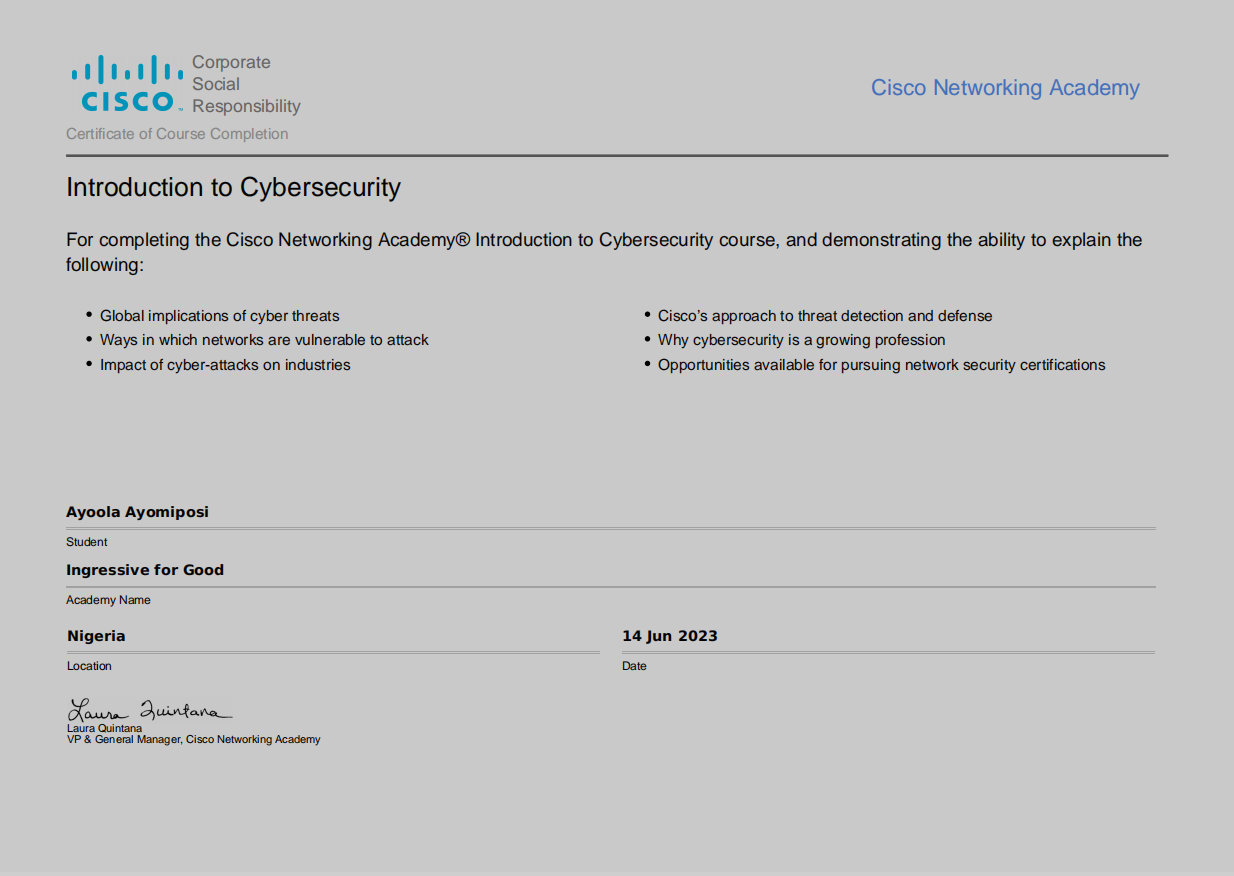 CISCO™
Corporate
Social
Responsibility
Cisco Networking Academy
Certificate of Course Completion
Introduction to Cybersecurity
For completing the Cisco Networking Academy® Introduction to Cybersecurity course, and demonstrating the ability to explain the
following:
• Global implications of cyber threats
• Ways in which networks are vulnerable to attack
• Impact of cyber-attacks on industries
• Cisco’s approach to threat detection and defense
• Why cybersecurity is a growing profession
• Opportunities available for pursuing network security certifications
Ayoola Ayomiposi
Student
Ingressive for Good
Academy Name
Nigeria
Location
14 Jun 2023
Date
Laura Quintana
Laura Quintana
VP & General Manager, Cisco Networking Academy